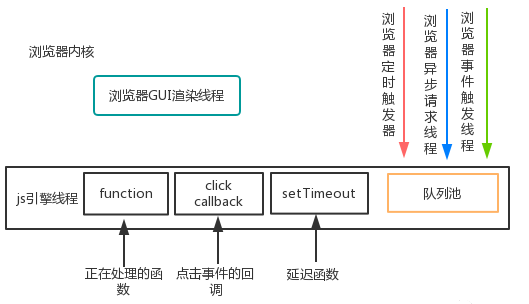 浏览器内核
浏览器GUI渲染线程
浏览器定时触发器
浏览器异步请求线程
浏览器事件触发线程
js引擎线程
function
click
callback
setTimeout
队列池
正在处理的函
数
点击事件的回
调
延迟函数